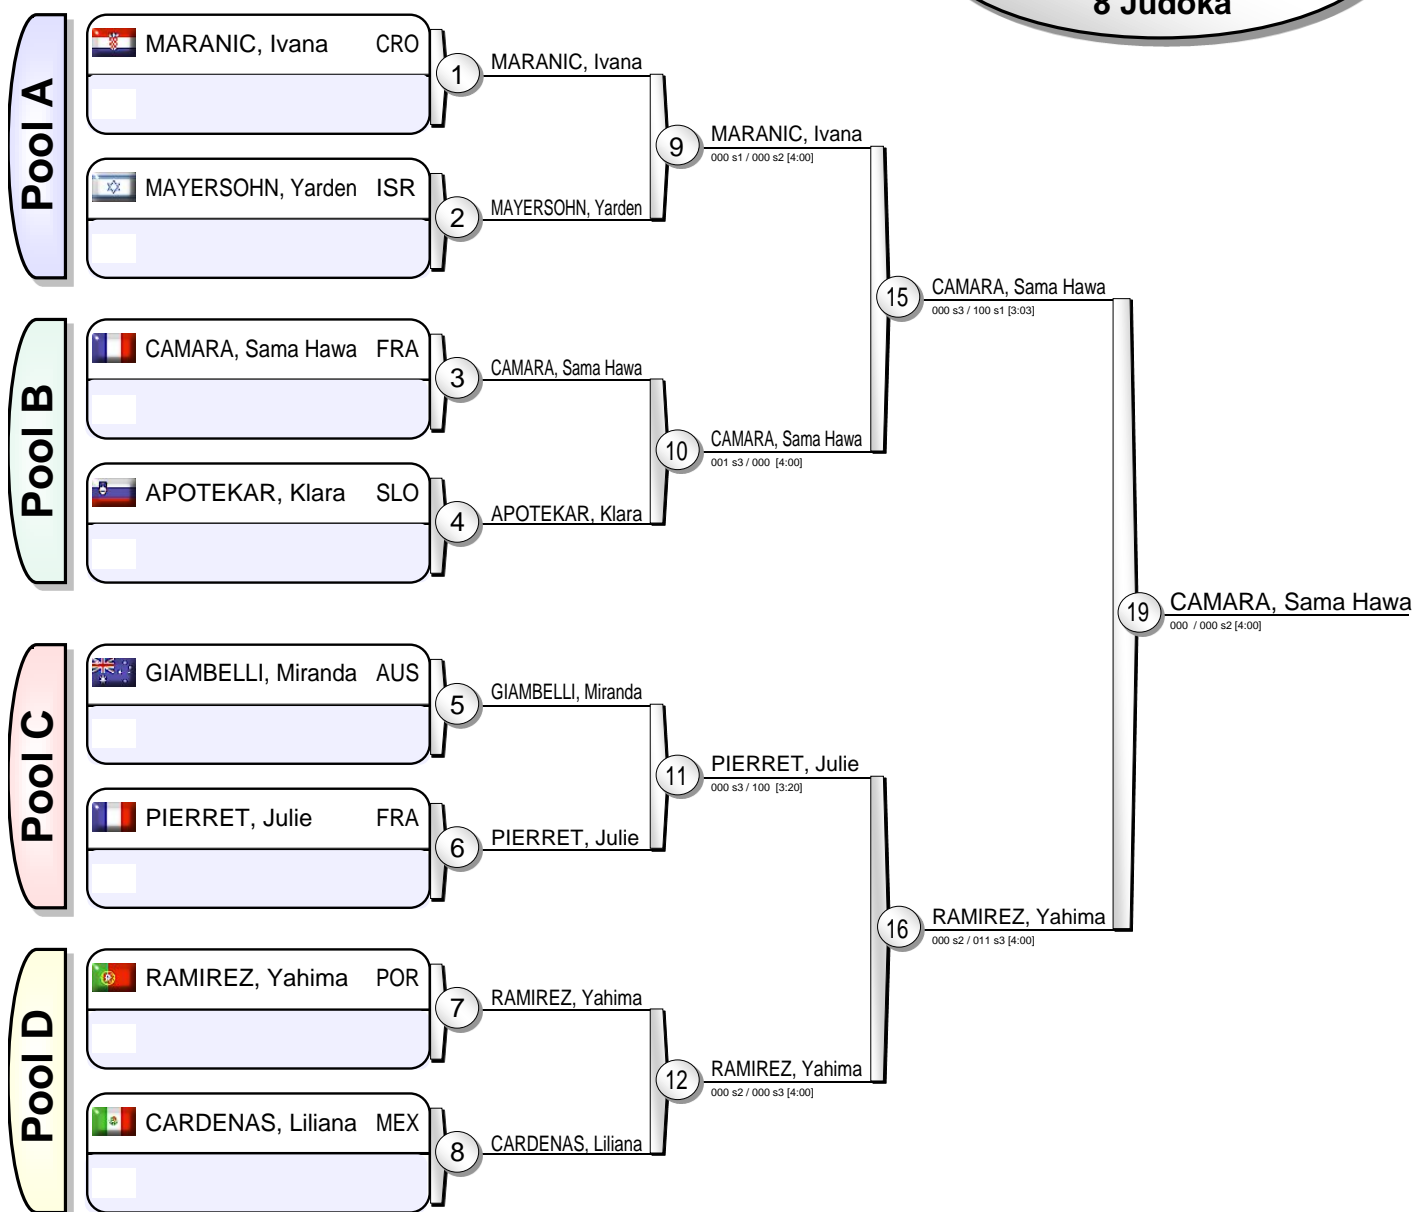 8 Judoka
Pool A
MARANIC, Ivana CRO
1
MARANIC, Ivana
MAYERSOHN, Yarden ISR
2
MAYERSOHN, Yarden
9
MARANIC, Ivana
000 s1 / 000 s2 [4:00]
Pool B
CAMARA, Sama Hawa FRA
3
CAMARA, Sama Hawa
APOTEKAR, Klara SLO
4
APOTEKAR, Klara
10
CAMARA, Sama Hawa
001 s3 / 000 [4:00]
15
CAMARA, Sama Hawa
000 s3 / 100 s1 [3:03]
Pool C
GIAMBELLI, Miranda AUS
5
GIAMBELLI, Miranda
PIERRET, Julie FRA
6
PIERRET, Julie
11
PIERRET, Julie
000 s3 / 100 [3:20]
Pool D
RAMIREZ, Yahima POR
7
RAMIREZ, Yahima
CARDENAS, Liliana MEX
8
CARDENAS, Liliana
12
RAMIREZ, Yahima
000 s2 / 000 s3 [4:00]
16
RAMIREZ, Yahima
000 s2 / 011 s3 [4:00]
19
CAMARA, Sama Hawa
000 / 000 s2 [4:00]